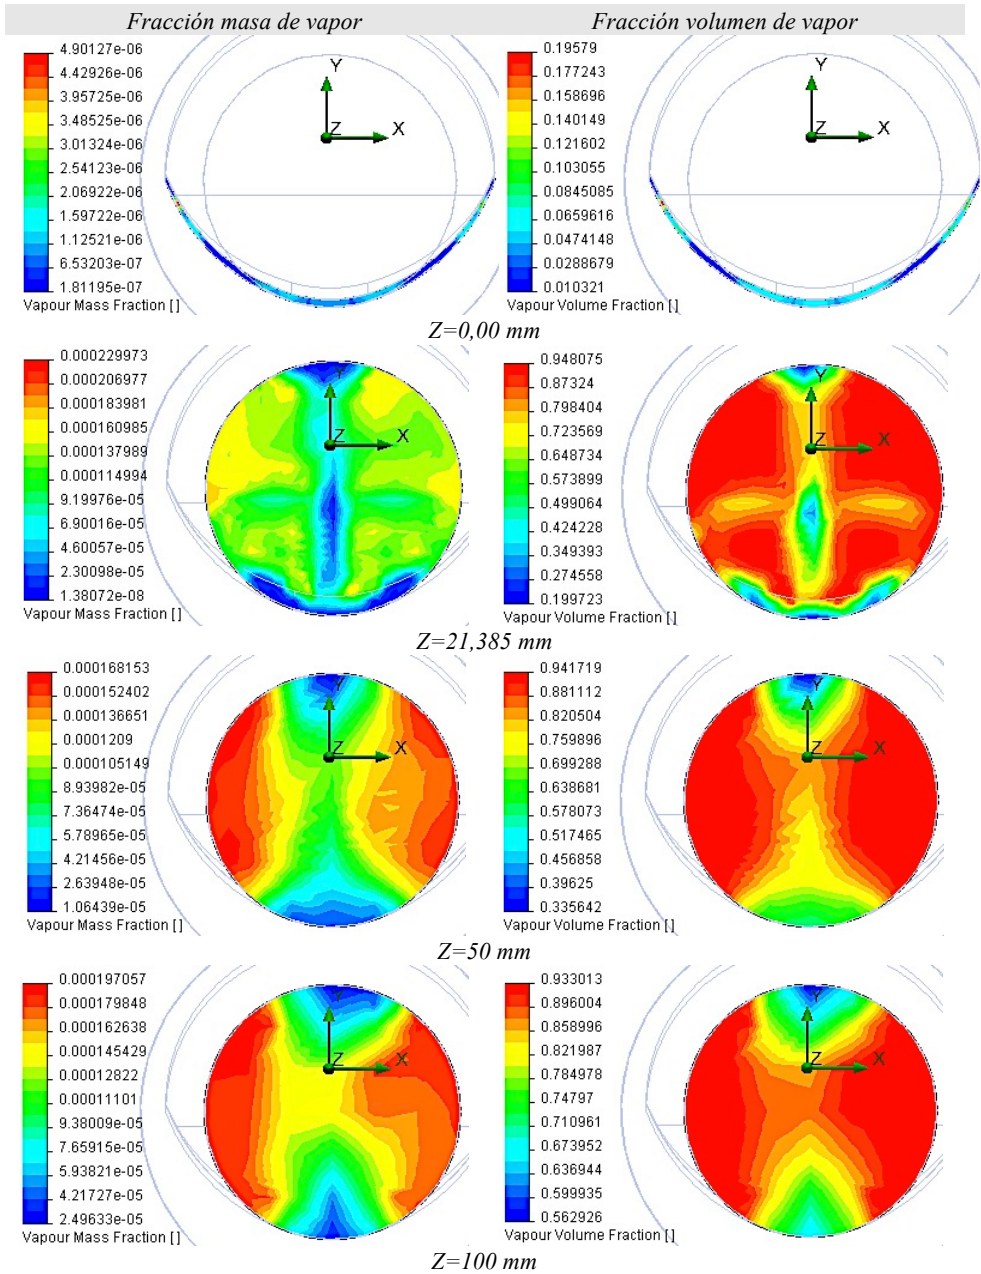 Fracción masa de vapor
Fracción volumen de vapor
4.90127e-06
4.42926e-06
3.95725e-06
3.48525e-06
3.01324e-06
2.54123e-06
2.06922e-06
1.59722e-06
1.12521e-06
6.53203e-07
1.81195e-07
Vapour Mass Fraction [ ]
Y
Z
X
0.19579
0.177243
0.158696
0.140149
0.121602
0.103055
0.0845085
0.0659616
0.0474148
0.0288679
0.010321
Vapour Volume Fraction [ ]
Y
Z
X
Z=0,00 mm
0.000229973
0.000206977
0.000183981
0.000160985
0.000137989
0.000114994
9.19976e-05
6.90016e-05
4.60057e-05
2.30098e-05
1.38072e-08
Vapour Mass Fraction [ ]
Y
Z
X
0.948075
0.87324
0.798404
0.723569
0.648734
0.573899
0.499064
0.424228
0.349393
0.274558
0.199723
Vapour Volume Fraction [ ]
Y
Z
X
Z=21,385 mm
0.000168153
0.000152402
0.000136651
0.0001209
0.000105149
8.93982e-05
7.36474e-05
5.78965e-05
4.21456e-05
2.63948e-05
1.06439e-05
Vapour Mass Fraction [ ]
Y
Z
X
0.941719
0.881112
0.820504
0.759896
0.699288
0.638681
0.578073
0.517465
0.456858
0.39625
0.335642
Vapour Volume Fraction [ ]
Y
Z
X
Z=50 mm
0.000197057
0.000179848
0.000162638
0.000145429
0.00012822
0.00011101
9.38009e-05
7.65915e-05
5.93821e-05
4.21727e-05
2.49633e-05
Vapour Mass Fraction [ ]
Y
Z
X
0.933013
0.896004
0.858996
0.821987
0.784978
0.74797
0.710961
0.673952
0.636944
0.599935
0.562926
Vapour Volume Fraction [ ]
Y
Z
X
Z=100 mm